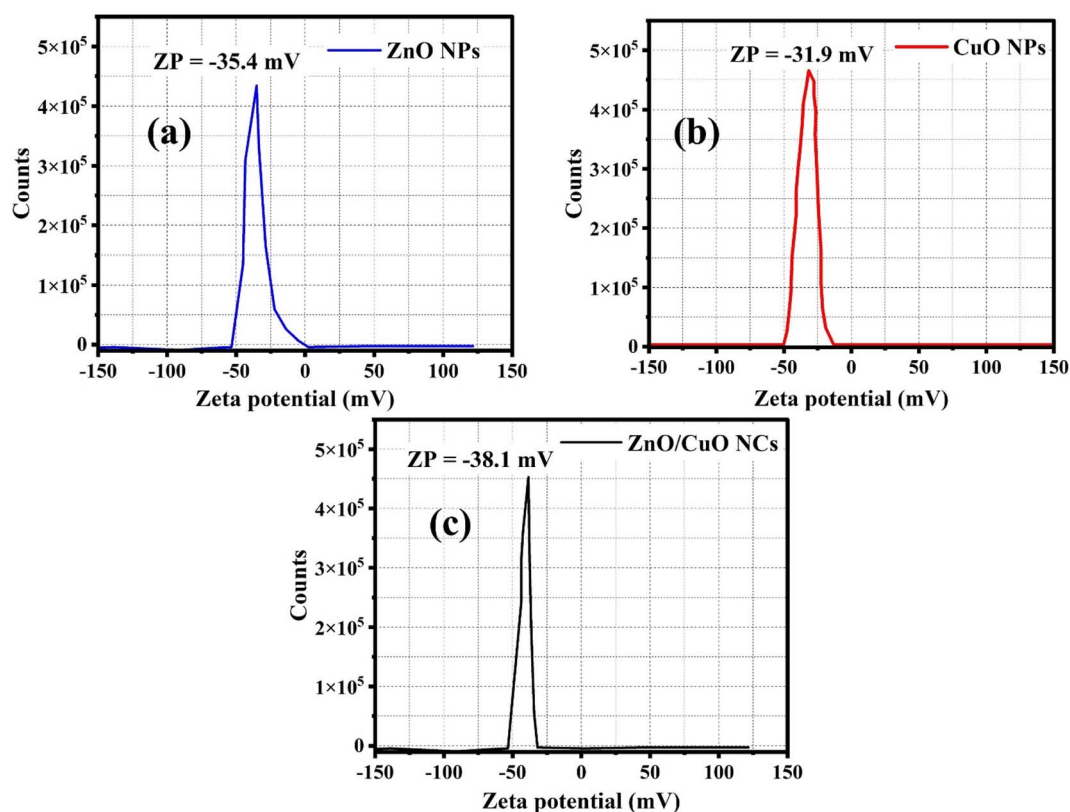 ZnO NPs
ZP = -35.4 mV
(a)
5×10⁵
4×10⁵
3×10⁵
2×10⁵
1×10⁵
0
Counts
-150 -100 -50 0 50 100 150
Zeta potential (mV)
CuO NPs
ZP = -31.9 mV
(b)
5×10⁵
4×10⁵
3×10⁵
2×10⁵
1×10⁵
0
Counts
-150 -100 -50 0 50 100 150
Zeta potential (mV)
ZnO/CuO NCs
ZP = -38.1 mV
(c)
5×10⁵
4×10⁵
3×10⁵
2×10⁵
1×10⁵
0
Counts
-150 -100 -50 0 50 100 150
Zeta potential (mV)